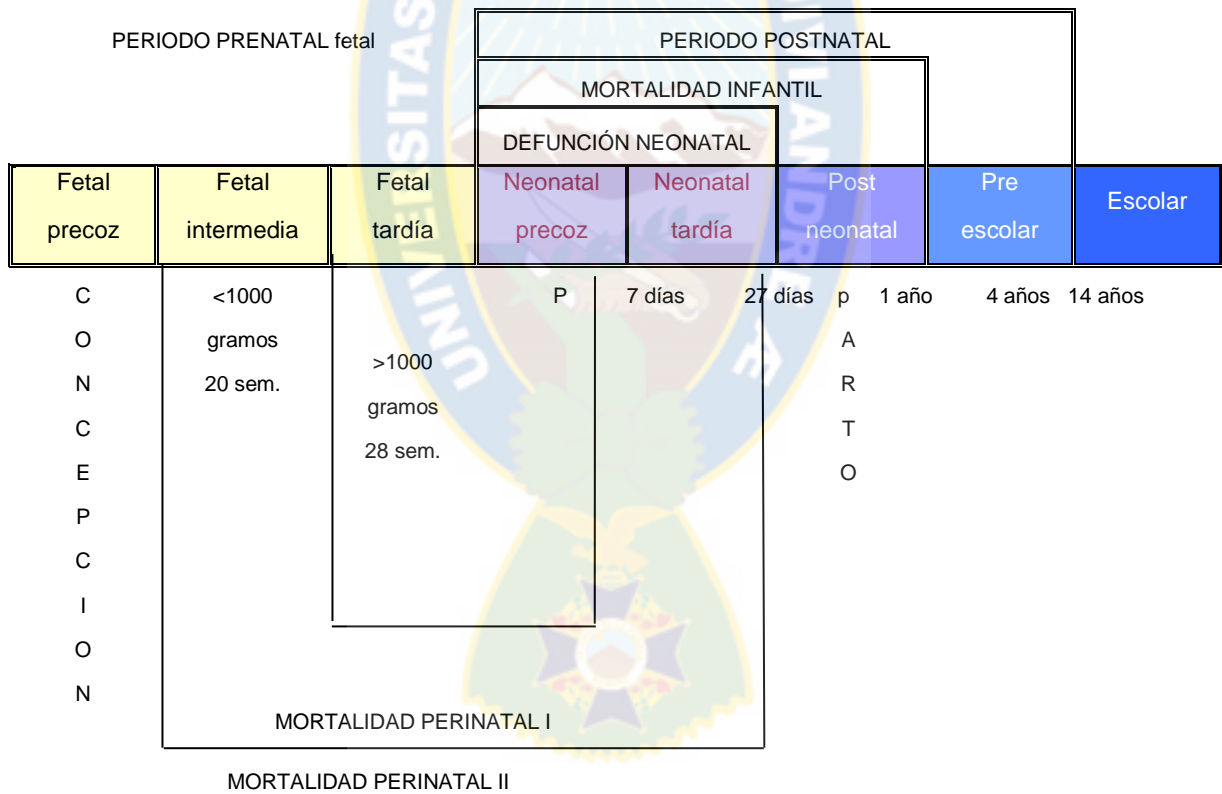 PERIODO PRENATAL fetal
PERIODO POSTNATAL
MORTALIDAD INFANTIL
DEFUNCIÓN NEONATAL
Fetal precoz
Fetal intermedia
Fetal tardía
Neonatal precoz
Neonatal tardía
Post neonatal
Pre escolar
Escolar
C
O
N
C
E
P
C
I
O
N
<1000
gramos
20 sem.
>1000
gramos
28 sem.
P
7 días
27 días
p
A
R
T
O
1 año
4 años
14 años
MORTALIDAD PERINATAL I
MORTALIDAD PERINATAL II